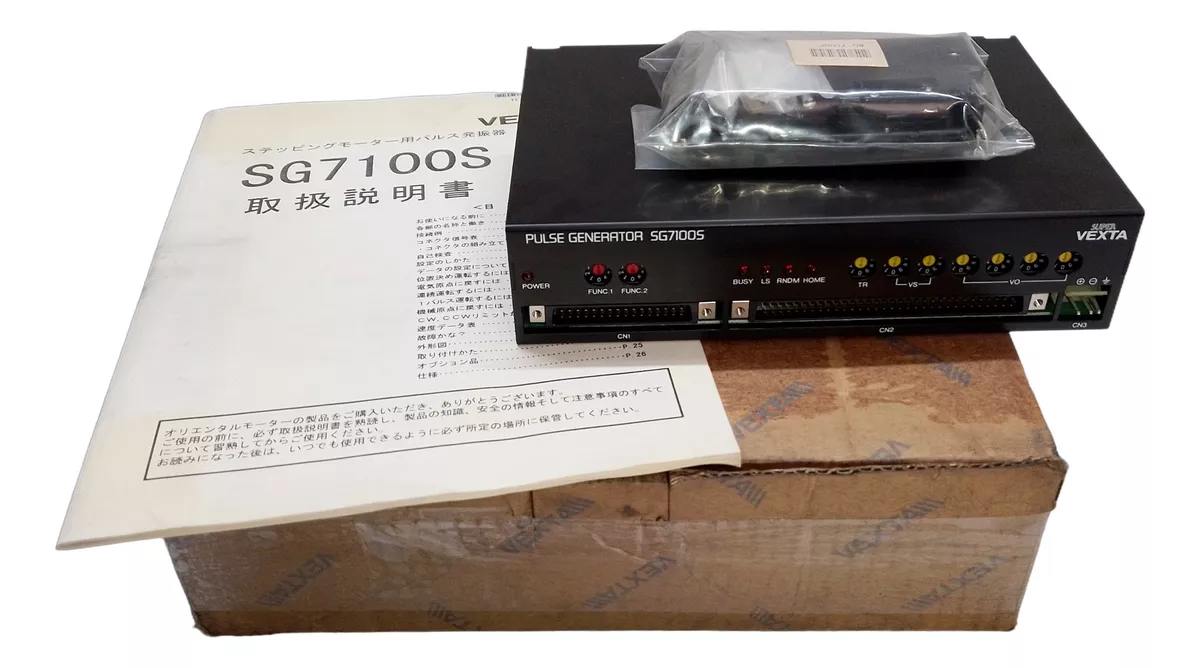 VE
ステッピングモーター用パルス発振器
SG7100S
取扱説明書
<目
お使いになる前に
各部の名称と働き
接続例
コネクタ信号表
・コネクタの組み立て
自己検査
設定のしかた
データの設定について
位置決め運転するには
電気原点に戻すには
連続運転するには
1パルス運転するには
機械原点に戻すには
CW、CCWリミットが
速度データ表
故障かな?
外形図 P.25
取り付けかた P.26
オプション品
仕様
オリエンタルモーターの製品をご購入いただき、ありがとうございます。
ご使用の前に、必ず取扱説明書を熟読し、製品の知識、安全の情報そして注意事項のすべて
について習熟してからご使用ください。
お読みになった後は、いつでも使用できるように必ず所定の場所に保管してください。
PULSE GENERATOR SG7100S
SUPER
VEXTA
POWER
FUNC.1 FUNC.2
BUSY LS RNDM HOME
TR VS VO
CN1
CN2
CN3
VEXTA
VEXTA
VEXTA
VEXTA
VEXTA
VEXTA